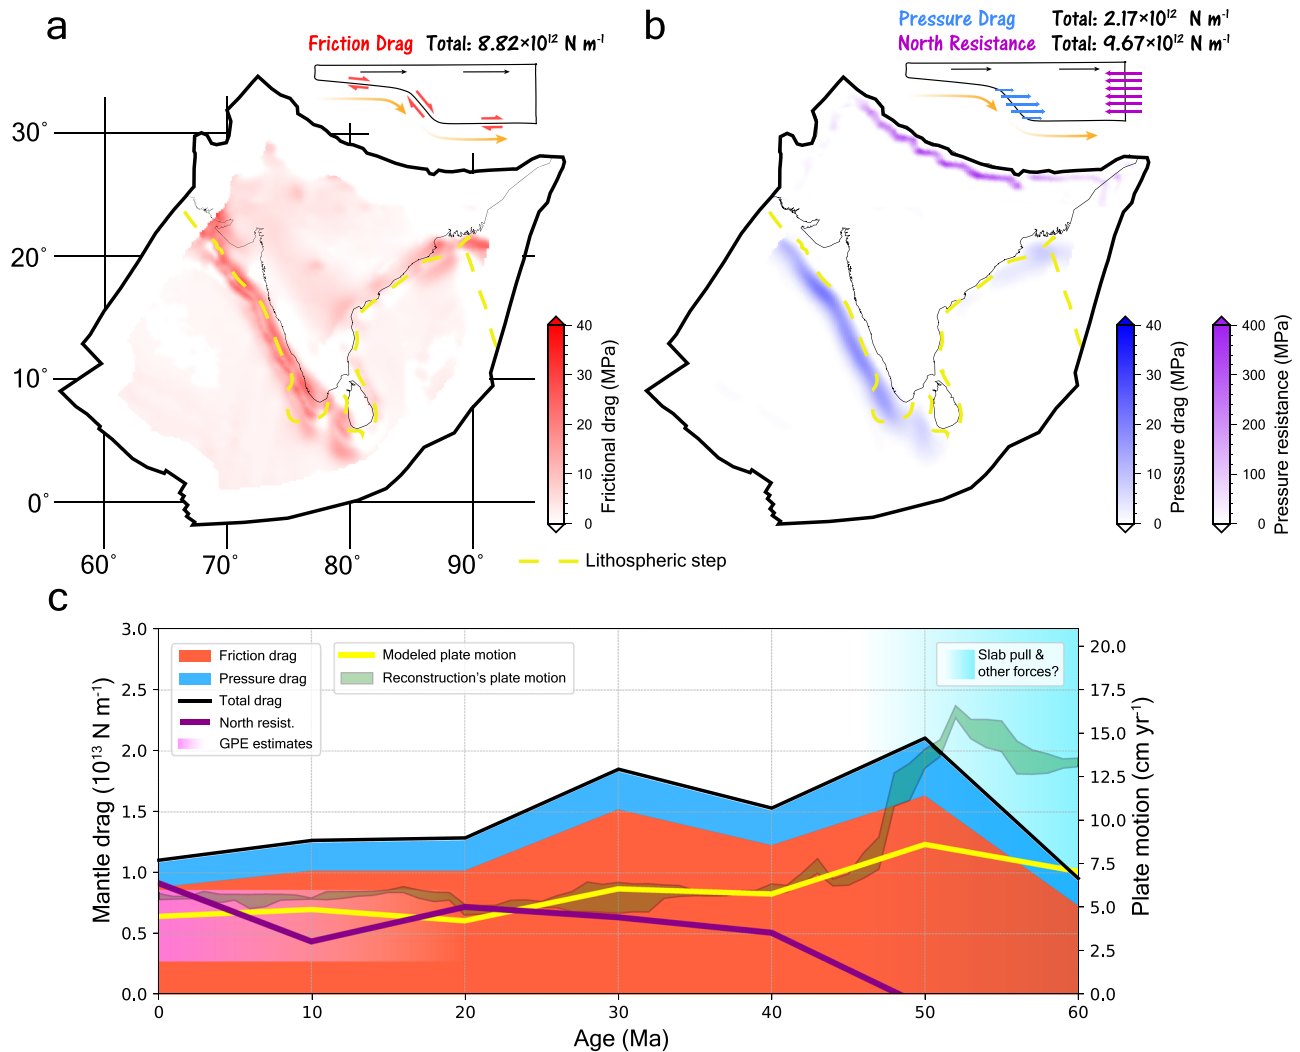 a
Friction Drag Total: 8.82×10¹² N m⁻¹
30°
20°
10°
0°
60°
70°
80°
90°
40
30
20
10
0
Frictional drag (MPa)
Lithospheric step
b
Pressure Drag Total: 2.17×10¹² N m⁻¹
North Resistance Total: 9.67×10¹² N m⁻¹
40
30
20
10
0
Pressure drag (MPa)
400
300
200
100
0
Pressure resistance (MPa)
c
3.0
2.5
2.0
1.5
1.0
0.5
0.0
Mantle drag (10¹³ N m⁻¹)
Friction drag
Pressure drag
Total drag
North resist.
GPE estimates
Modeled plate motion
Reconstruction's plate motion
Slab pull &
other forces?
20.0
17.5
15.0
12.5
10.0
7.5
5.0
2.5
0.0
Plate motion (cm yr⁻¹)
0
10
20
30
40
50
60
Age (Ma)